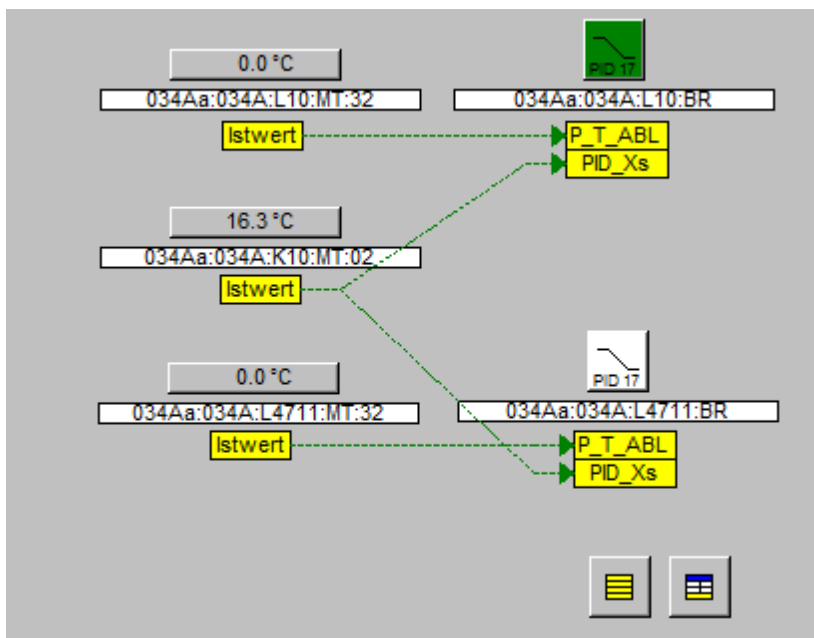 0.0 °C
PID 17
034Aa:034A:L10:MT:32
034Aa:034A:L10:BR
Istwert
P_T_ABL
PID_Xs
16.3 °C
034Aa:034A:K10:MT:02
Istwert
0.0 °C
PID 17
034Aa:034A:L4711:MT:32
034Aa:034A:L4711:BR
Istwert
P_T_ABL
PID_Xs